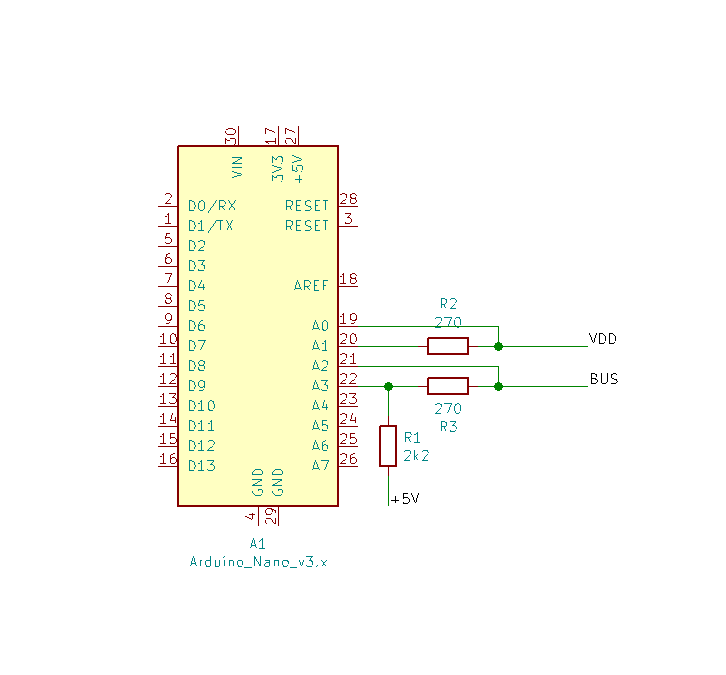 30 17 27
VIN 3V3 +5V
2 D0/RX RESET 28
1 D1/TX RESET 3
5 D2
6 D3
7 D4 AREF 18
8 D5
R2
270
9 D6 A0 19
10 D7 A1 20 VDD
11 D8 A2 21
12 D9 A3 22 BUS
13 D10 A4 23 270
14 D11 A5 24 R3
15 D12 A6 25 R1
16 D13 A7 26 2k2
GND GND
+5V
4 29
A1
Arduino_Nano_v3.x